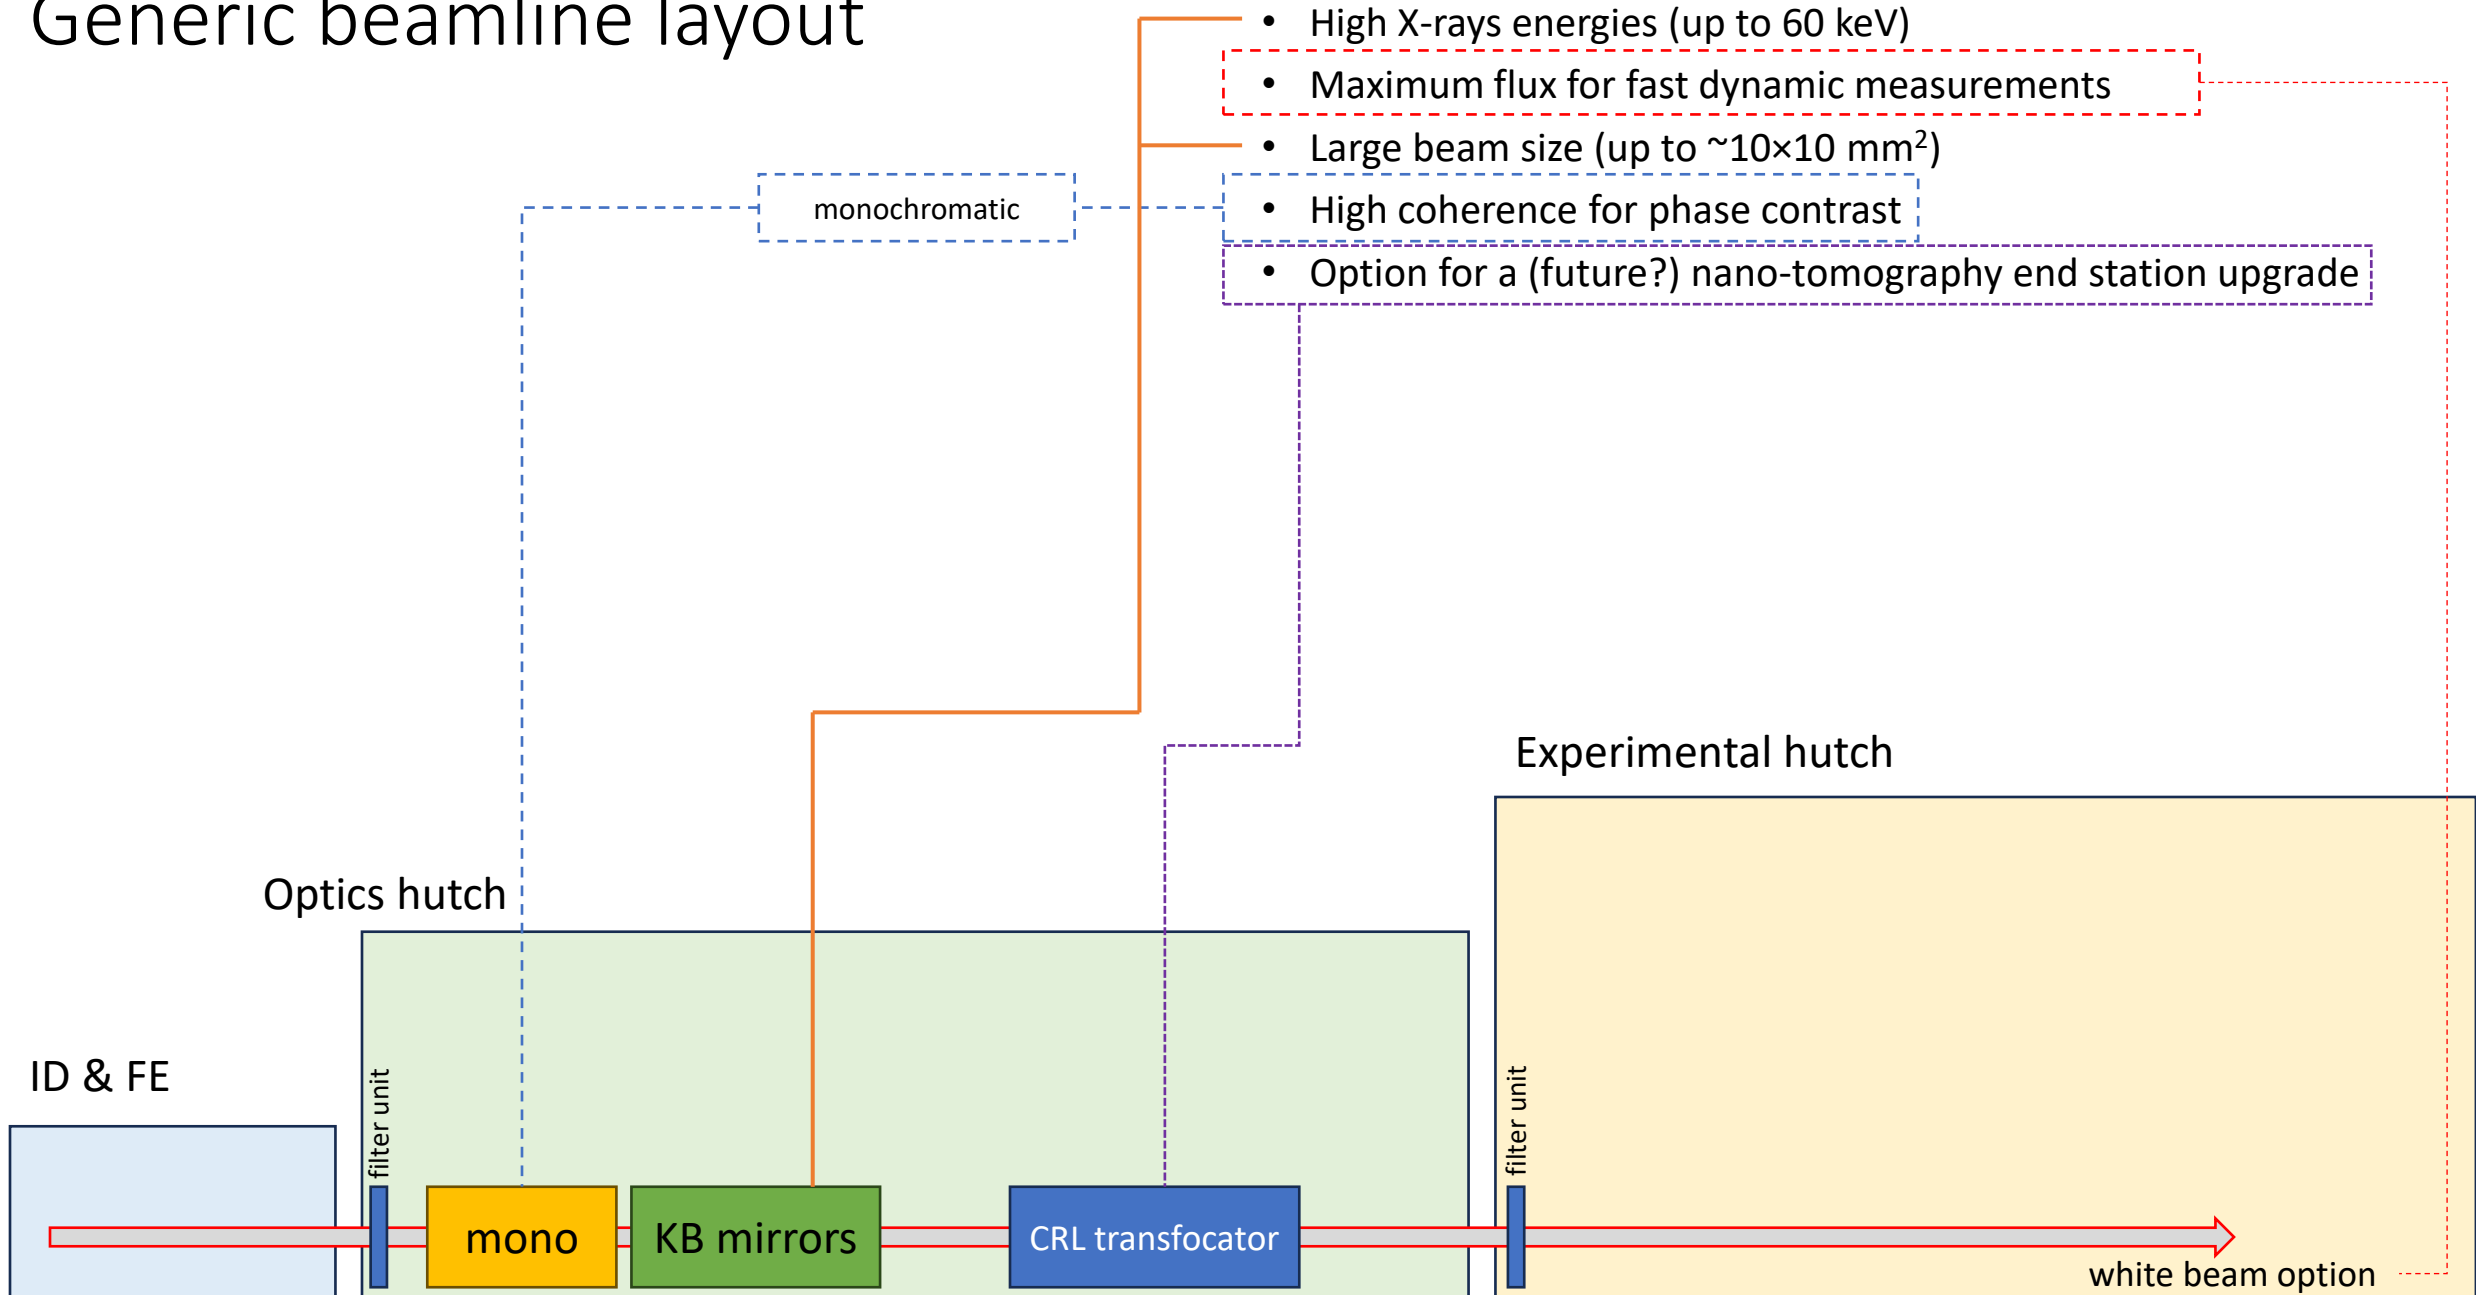 Generic beamline layout
• High X-rays energies (up to 60 keV)
• Maximum flux for fast dynamic measurements
• Large beam size (up to ~10×10 mm²)
monochromatic
• High coherence for phase contrast
• Option for a (future?) nano-tomography end station upgrade
Experimental hutch
Optics hutch
ID & FE
filter unit
filter unit
mono
KB mirrors
CRL transfocator
white beam option